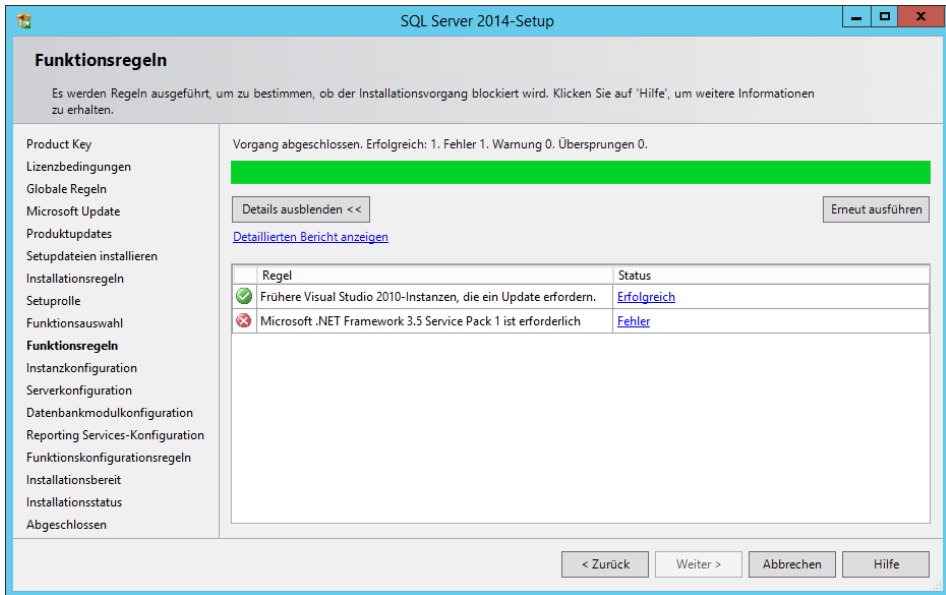 SQL Server 2014-Setup
Funktionsregeln
Es werden Regeln ausgeführt, um zu bestimmen, ob der Installationsvorgang blockiert wird. Klicken Sie auf 'Hilfe', um weitere Informationen
zu erhalten.
Product Key
Lizenzbedingungen
Globale Regeln
Microsoft Update
Produktupdates
Setupdateien installieren
Installationsregeln
Setuprolle
Funktionsauswahl
Funktionsregeln
Instanzkonfiguration
Serverkonfiguration
Datenbankmodulkonfiguration
Reporting Services-Konfiguration
Funktionskonfigurationsregeln
Installationsbereit
Installationsstatus
Abgeschlossen
Vorgang abgeschlossen. Erfolgreich: 1. Fehler 1. Warnung 0. Übersprungen 0.
Details ausblenden <<
Erneut ausführen
Detaillierten Bericht anzeigen
Regel Status
Frühere Visual Studio 2010-Instanzen, die ein Update erfordern. Erfolgreich
Microsoft .NET Framework 3.5 Service Pack 1 ist erforderlich Fehler
< Zurück Weiter > Abbrechen Hilfe